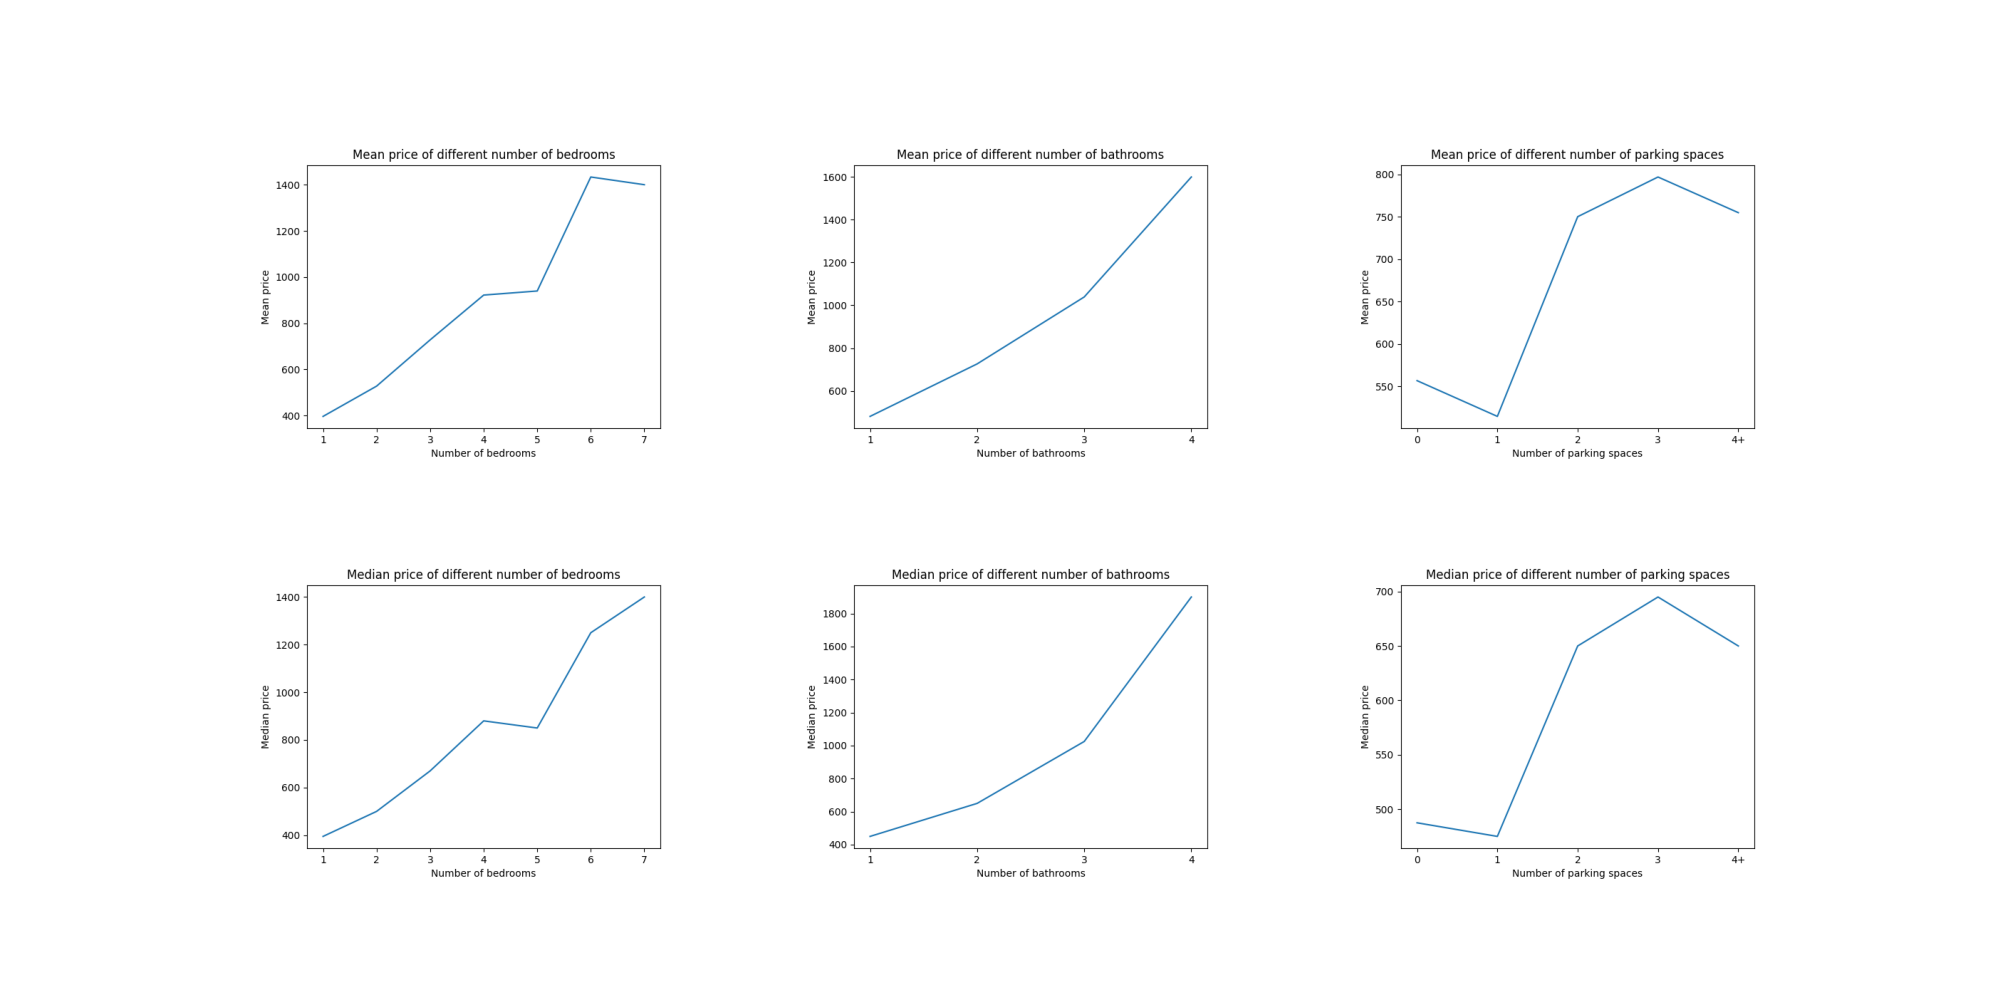 Mean price of different number of bedrooms
1400
1200
1000
800
600
400
Mean price
1 2 3 4 5 6 7
Number of bedrooms
Mean price of different number of bathrooms
1600
1400
1200
1000
800
600
Mean price
1 2 3 4
Number of bathrooms
Mean price of different number of parking spaces
800
750
700
650
600
550
Mean price
0 1 2 3 4+
Number of parking spaces
Median price of different number of bedrooms
1400
1200
1000
800
600
400
Median price
1 2 3 4 5 6 7
Number of bedrooms
Median price of different number of bathrooms
1800
1600
1400
1200
1000
800
600
400
Median price
1 2 3 4
Number of bathrooms
Median price of different number of parking spaces
700
650
600
550
500
Median price
0 1 2 3 4+
Number of parking spaces